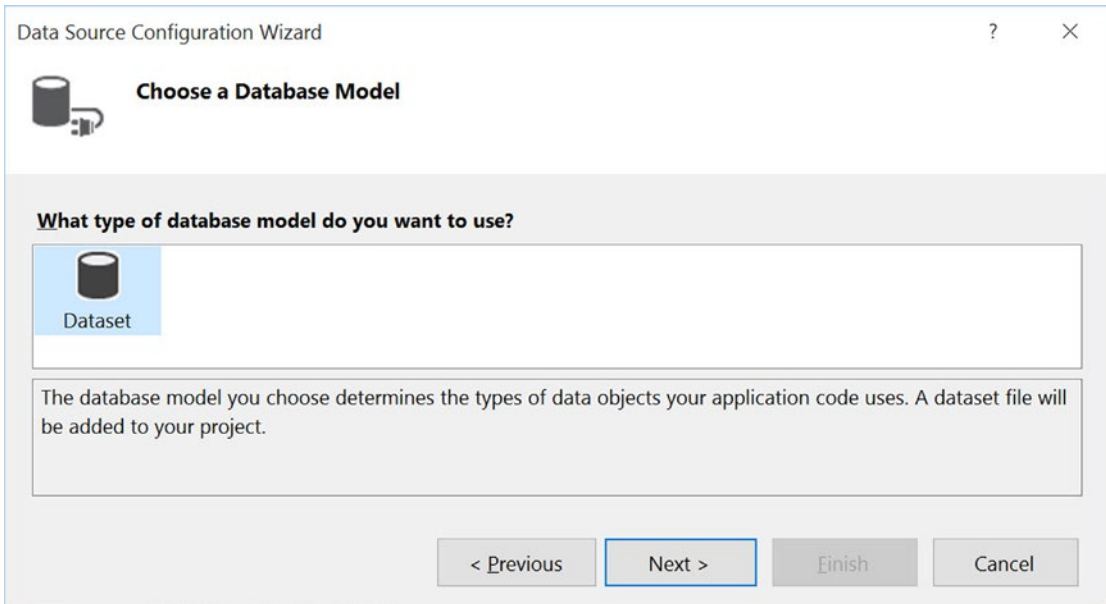 Data Source Configuration Wizard
?
Choose a Database Model
What type of database model do you want to use?
Dataset
The database model you choose determines the types of data objects your application code uses. A dataset file will
be added to your project.
< Previous Next > Finish Cancel